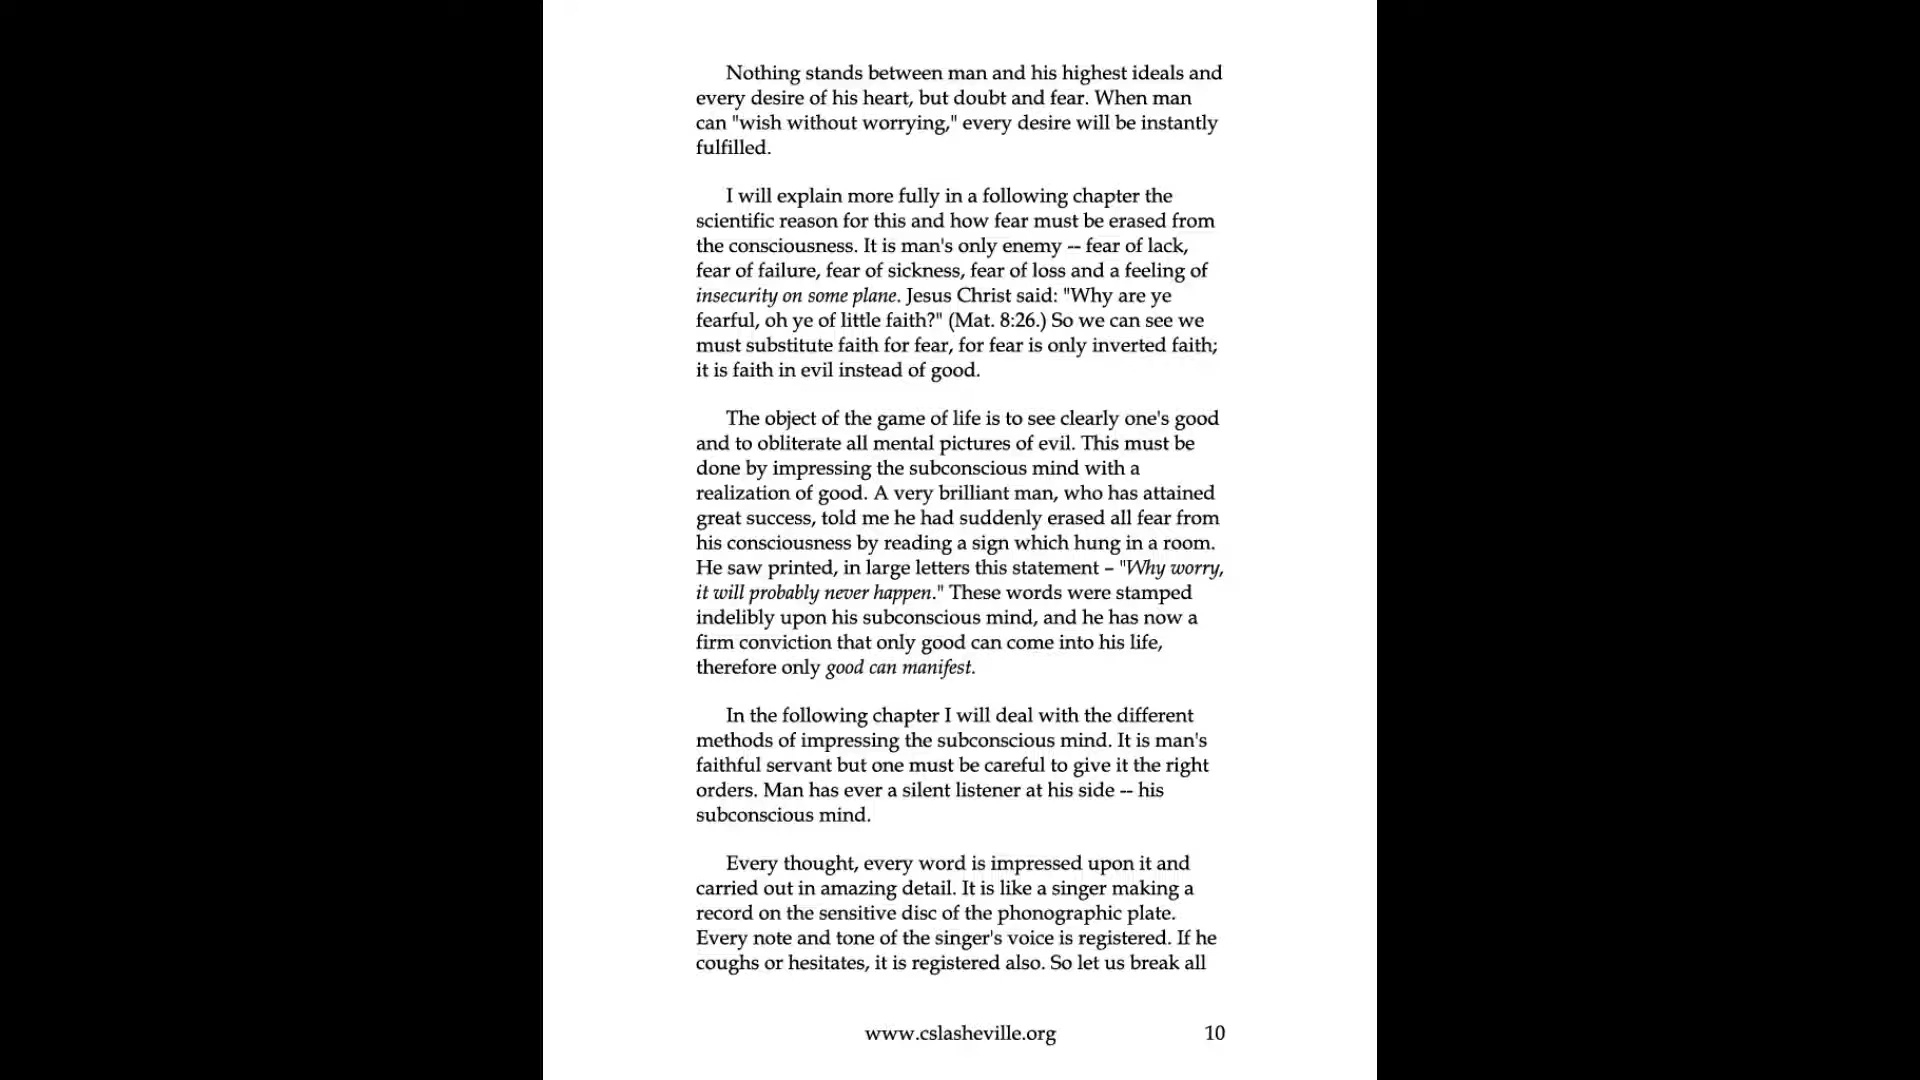 Nothing stands between man and his highest ideals and
every desire of his heart, but doubt and fear. When man
can "wish without worrying," every desire will be instantly
fulfilled.
I will explain more fully in a following chapter the
scientific reason for this and how fear must be erased from
the consciousness. It is man's only enemy -- fear of lack,
fear of failure, fear of sickness, fear of loss and a feeling of
insecurity on some plane. Jesus Christ said: "Why are ye
fearful, oh ye of little faith?" (Mat. 8:26.) So we can see we
must substitute faith for fear, for fear is only inverted faith;
it is faith in evil instead of good.
The object of the game of life is to see clearly one's good
and to obliterate all mental pictures of evil. This must be
done by impressing the subconscious mind with a
realization of good. A very brilliant man, who has attained
great success, told me he had suddenly erased all fear from
his consciousness by reading a sign which hung in a room.
He saw printed, in large letters this statement – "Why worry,
it will probably never happen." These words were stamped
indelibly upon his subconscious mind, and he has now a
firm conviction that only good can come into his life,
therefore only good can manifest.
In the following chapter I will deal with the different
methods of impressing the subconscious mind. It is man's
faithful servant but one must be careful to give it the right
orders. Man has ever a silent listener at his side -- his
subconscious mind.
Every thought, every word is impressed upon it and
carried out in amazing detail. It is like a singer making a
record on the sensitive disc of the phonographic plate.
Every note and tone of the singer's voice is registered. If he
coughs or hesitates, it is registered also. So let us break all
www.cslasheville.org 10